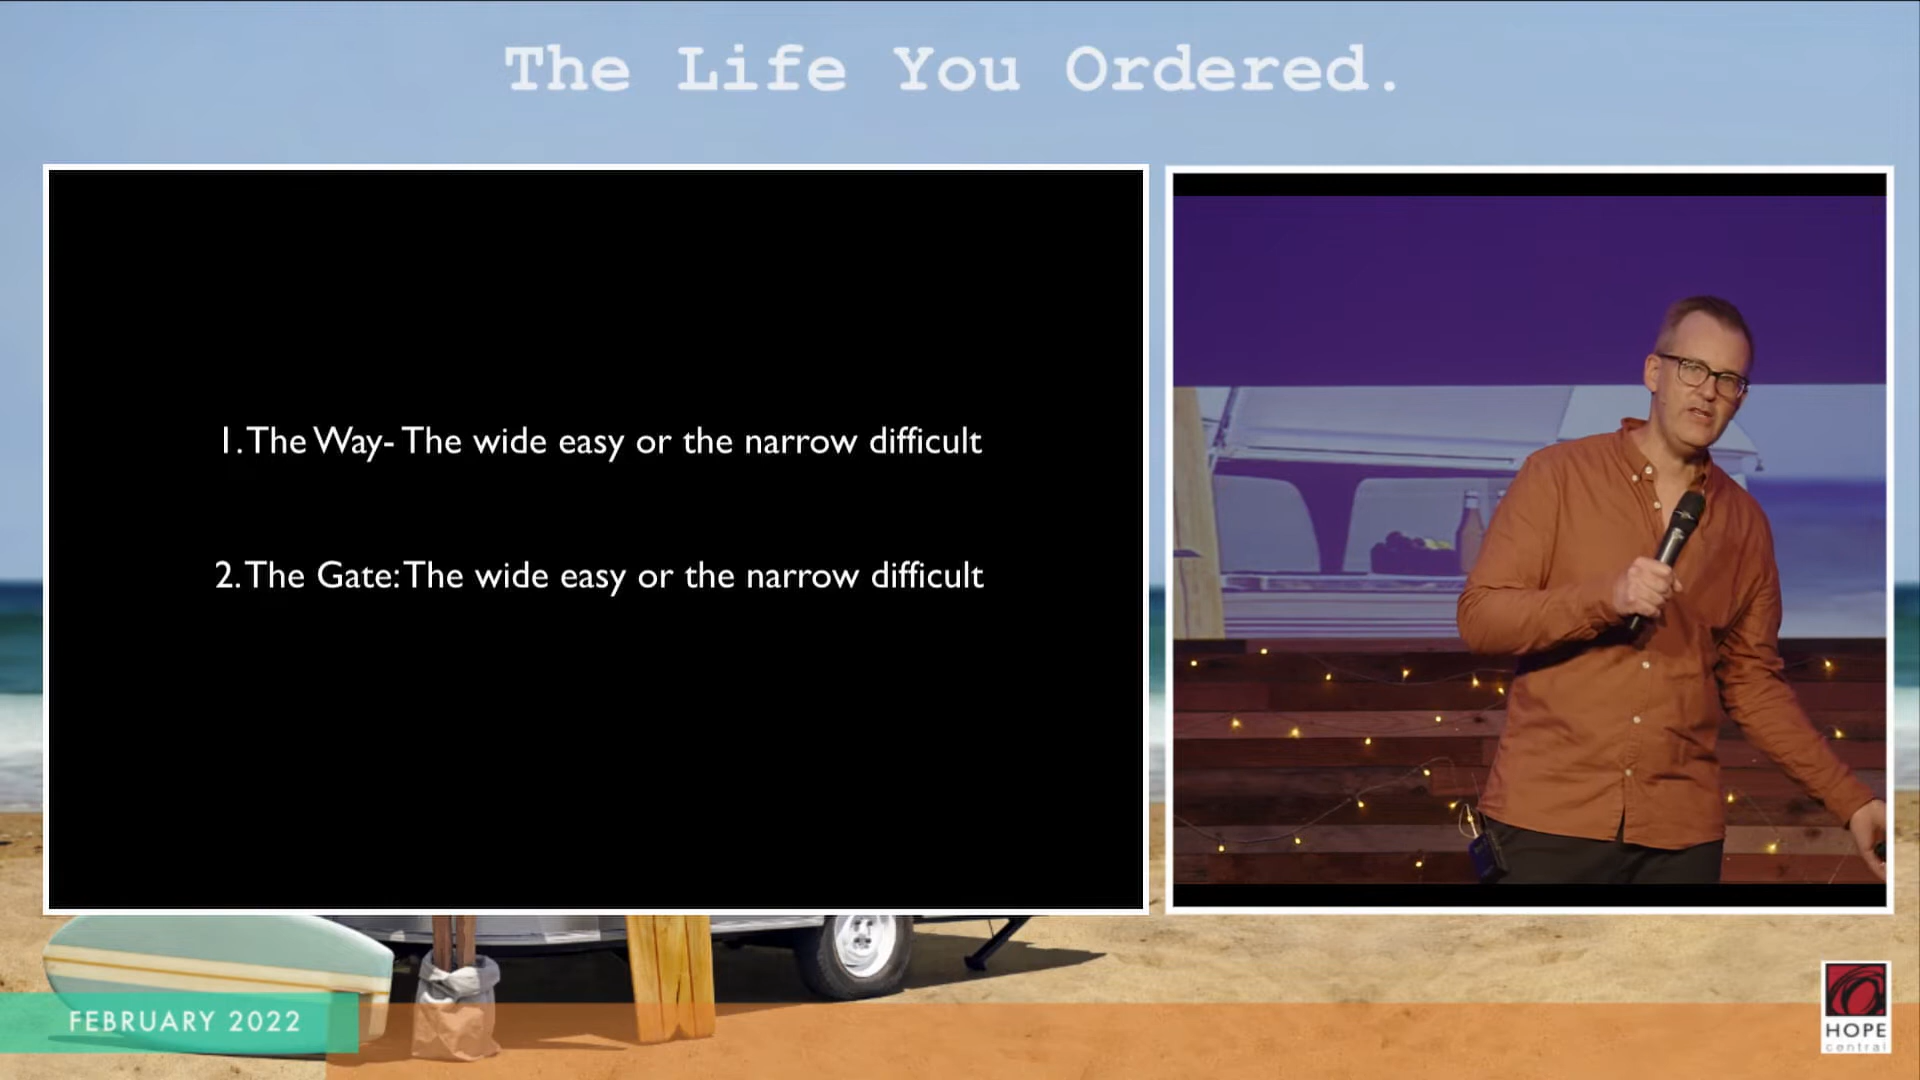 The Life You Ordered.
1.The Way- The wide easy or the narrow difficult
2.The Gate:The wide easy or the narrow difficult
FEBRUARY 2022
HOPE
central